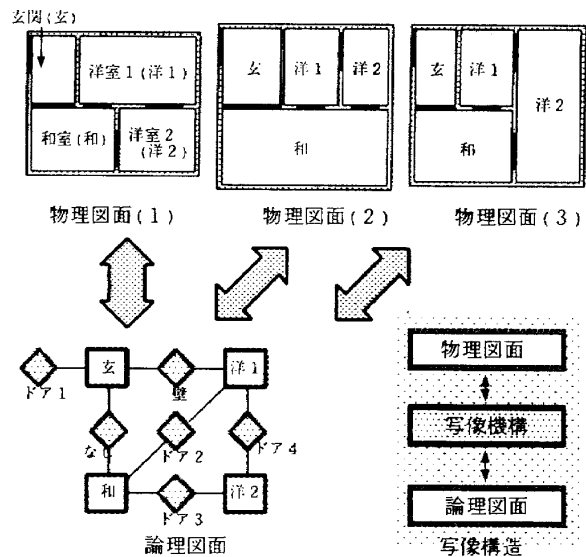 玄関(玄)
洋室1(洋1)
和室(和)
洋室2
(洋2)
物理図面(1)
玄
洋1
洋2
和
物理図面(2)
玄
洋1
洋2
和
物理図面(3)
玄
洋1
ドア1
壁
なし
ドア2
ドア4
和
洋2
ドア3
論理図面
物理図面
写像機構
論理図面
写像構造